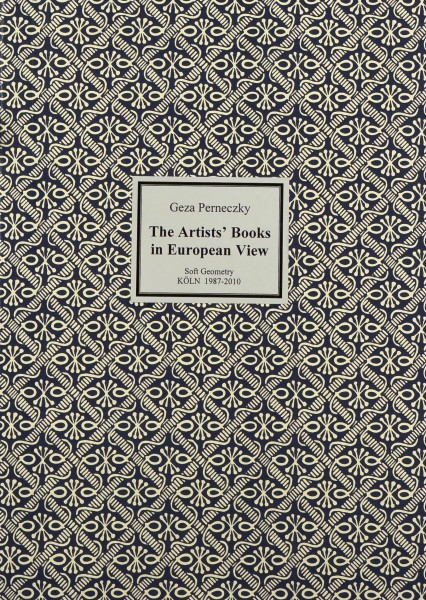 Geza Perneczky
The Artists' Books
in European View
Soft Geometry
KÖLN 1987-2010